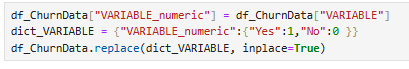 df_ChurnData["VARIABLE_numeric"] = df_ChurnData["VARIABLE"]
dict_VARIABLE = {"VARIABLE_numeric":{"Yes":1,"No":0 }}
df_ChurnData.replace(dict_VARIABLE, inplace=True)